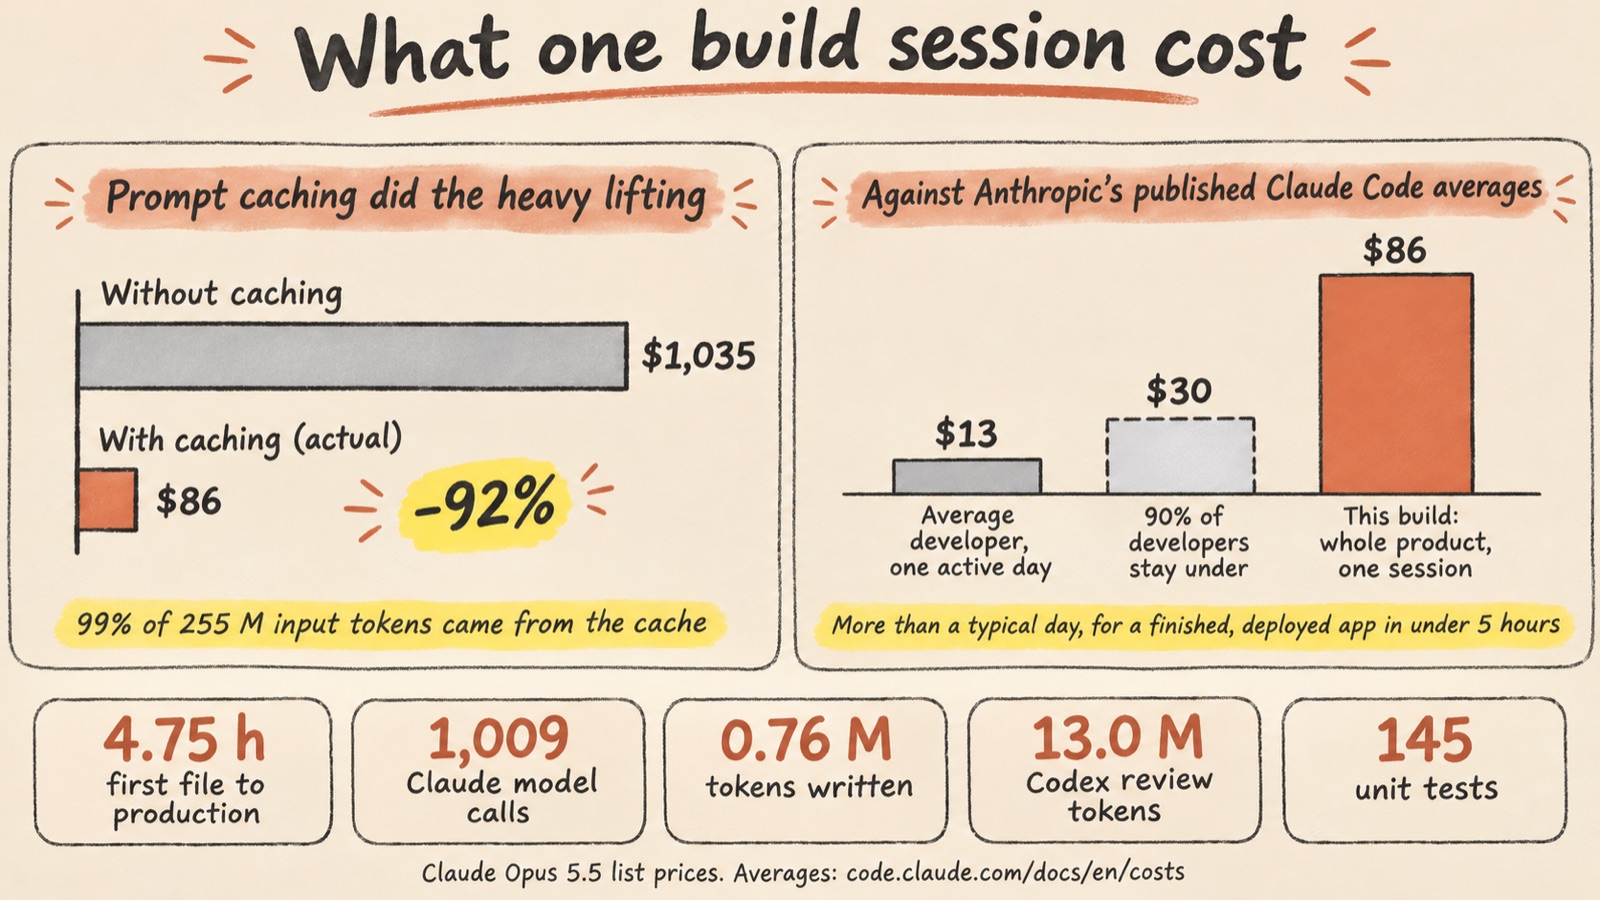 What one build session cost
Prompt caching did the heavy lifting
Without caching
$1,035
With caching (actual)
$86
-92%
99% of 255 M input tokens came from the cache
Against Anthropic's published Claude Code averages
$13
Average
developer,
one active day
$30
90% of
developers
stay under
$86
This build:
whole product,
one session
More than a typical day, for a finished, deployed app in under 5 hours
4.75 h
first file to
production
1,009
Claude model
calls
0.76 M
tokens written
13.0 M
Codex review
tokens
145
unit tests
Claude Opus 5.5 list prices. Averages: code.claude.com/docs/en/costs